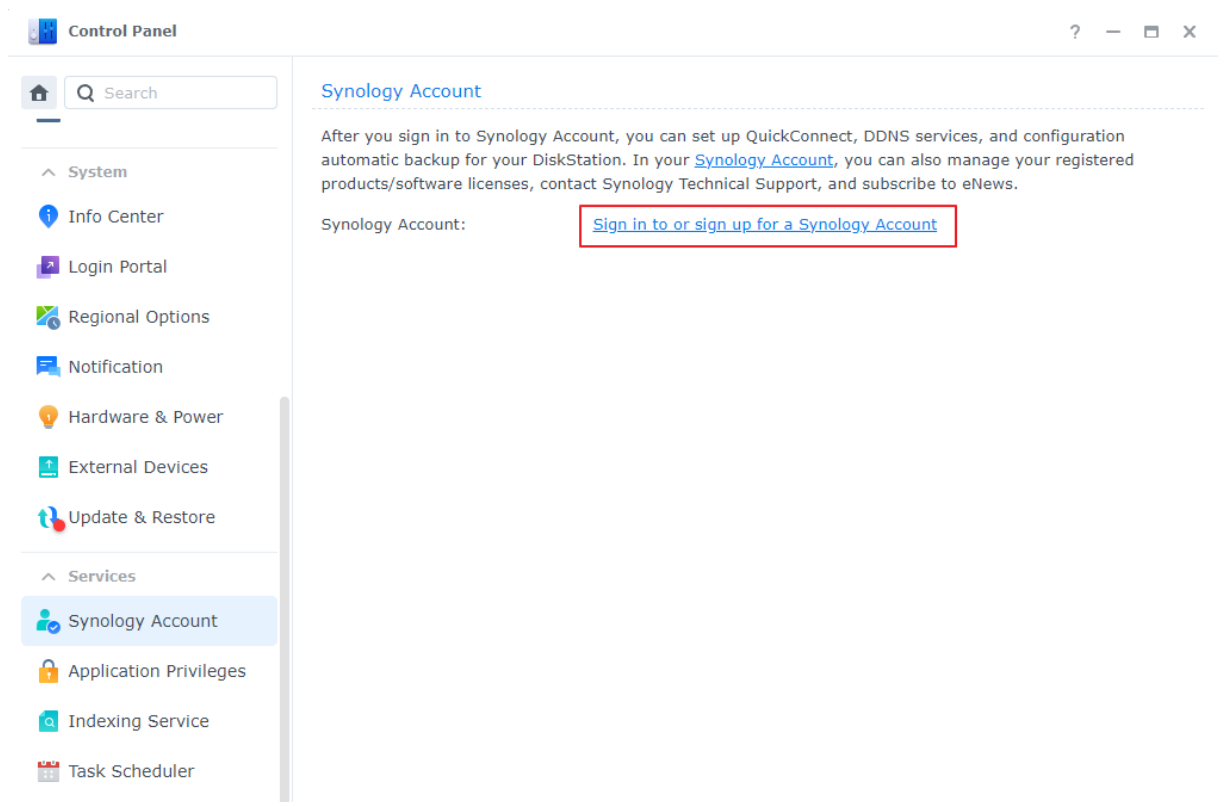 Control Panel
Search
System
Info Center
Login Portal
Regional Options
Notification
Hardware & Power
External Devices
Update & Restore
Services
Synology Account
Application Privileges
Indexing Service
Task Scheduler
Synology Account
After you sign in to Synology Account, you can set up QuickConnect, DDNS services, and configuration
automatic backup for your DiskStation. In your Synology Account, you can also manage your registered
products/software licenses, contact Synology Technical Support, and subscribe to eNews.
Synology Account: Sign in to or sign up for a Synology Account